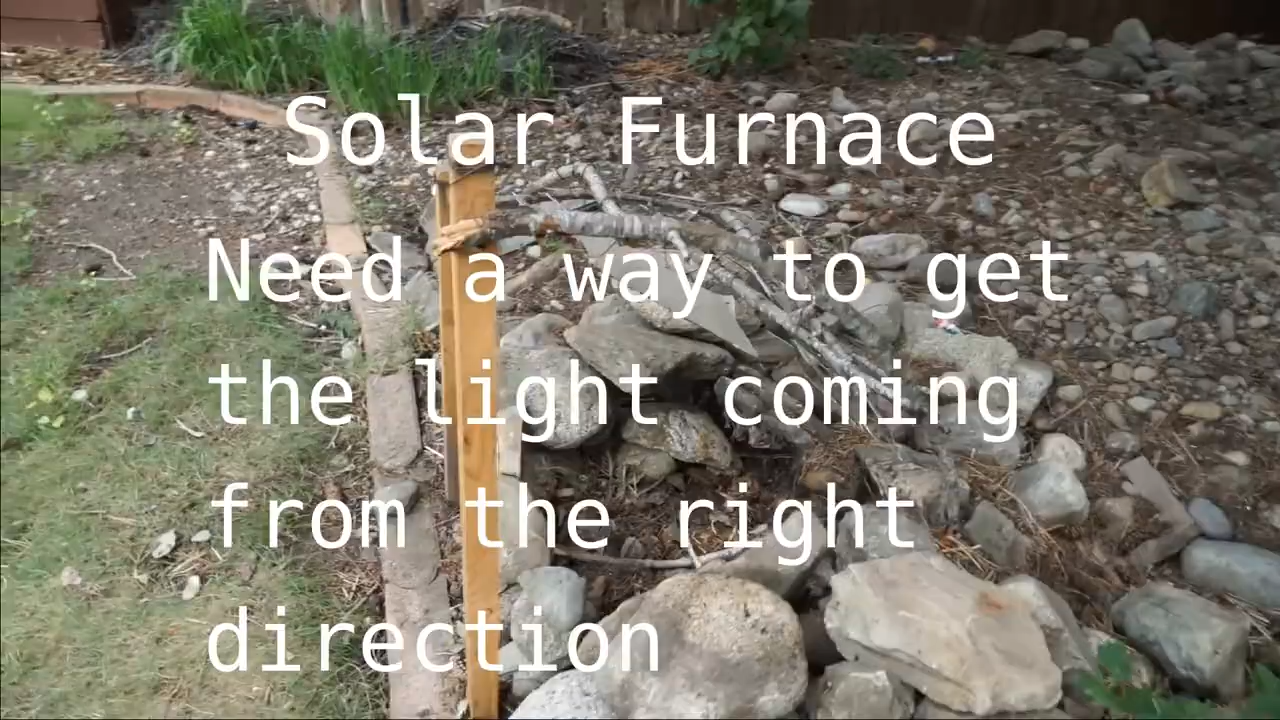 Solar Furnace
Need a way to get
the light coming
from the right
direction